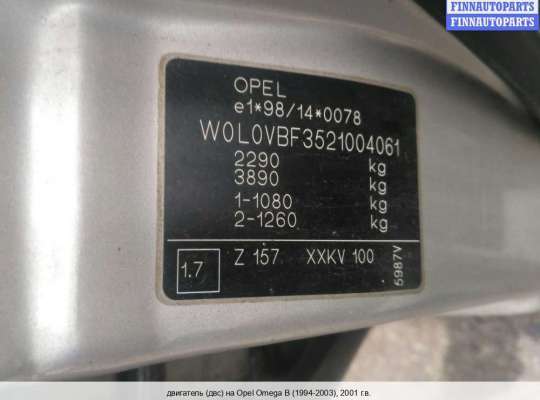 FINNAUTOPARTS
FINNAUTOPARTS
OPEL
e1*98/14*0078
W0L0VBF3521004061
2290 kg
3890 kg
1-1080 kg
2-1260 kg
1.7 Z 157 XXKV 100
5987V
двигатель (двс) на Opel Omega B (1994-2003), 2001 г.в.